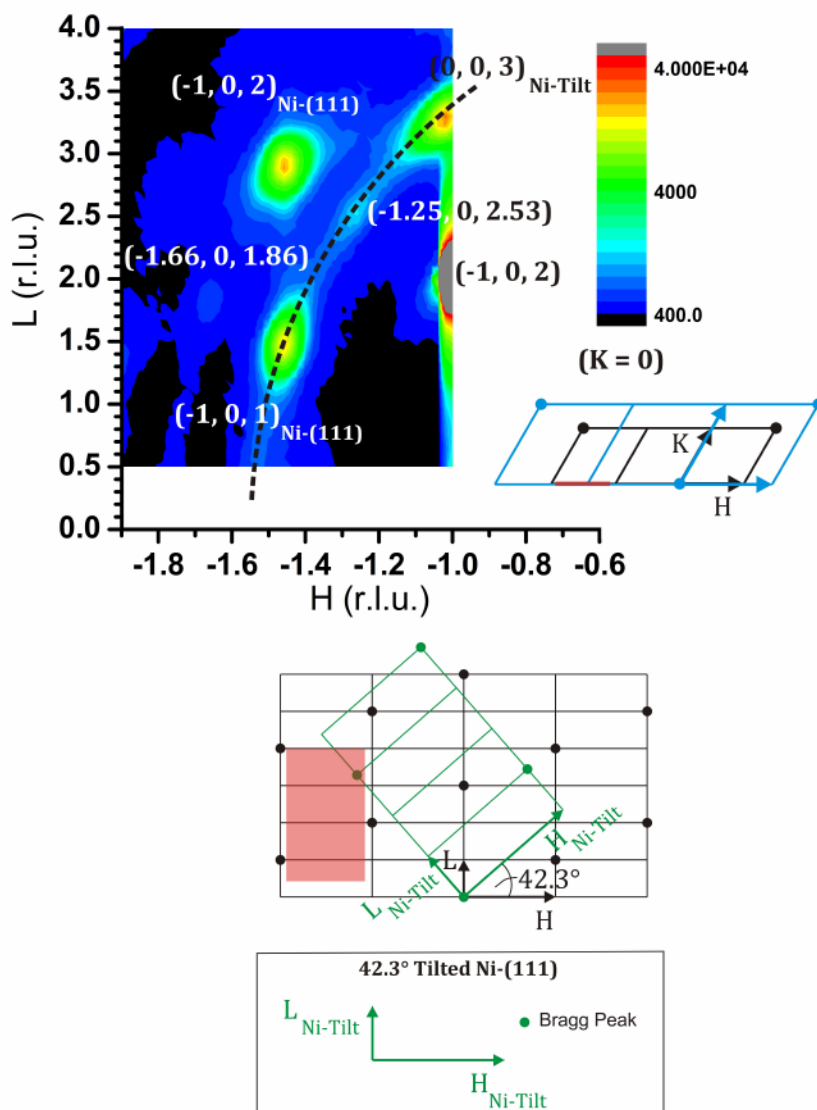 4.0
3.5
3.0
2.5
2.0
1.5
1.0
0.5
0.0
L (r.l.u.)
(-1, 0, 2)Ni-(111)
(0, 0, 3)Ni-Tilt
(-1.25, 0, 2.53)
(-1.66, 0, 1.86)
(-1, 0, 2)
(-1, 0, 1)Ni-(111)
-1.8 -1.6 -1.4 -1.2 -1.0 -0.8 -0.6
H (r.l.u.)
4.000E+04
4000
400.0
(K = 0)
K
H
L
H Ni-Tilt
L Ni-Tilt
42.3°
H
42.3° Tilted Ni-(111)
L Ni-Tilt
Bragg Peak
H Ni-Tilt